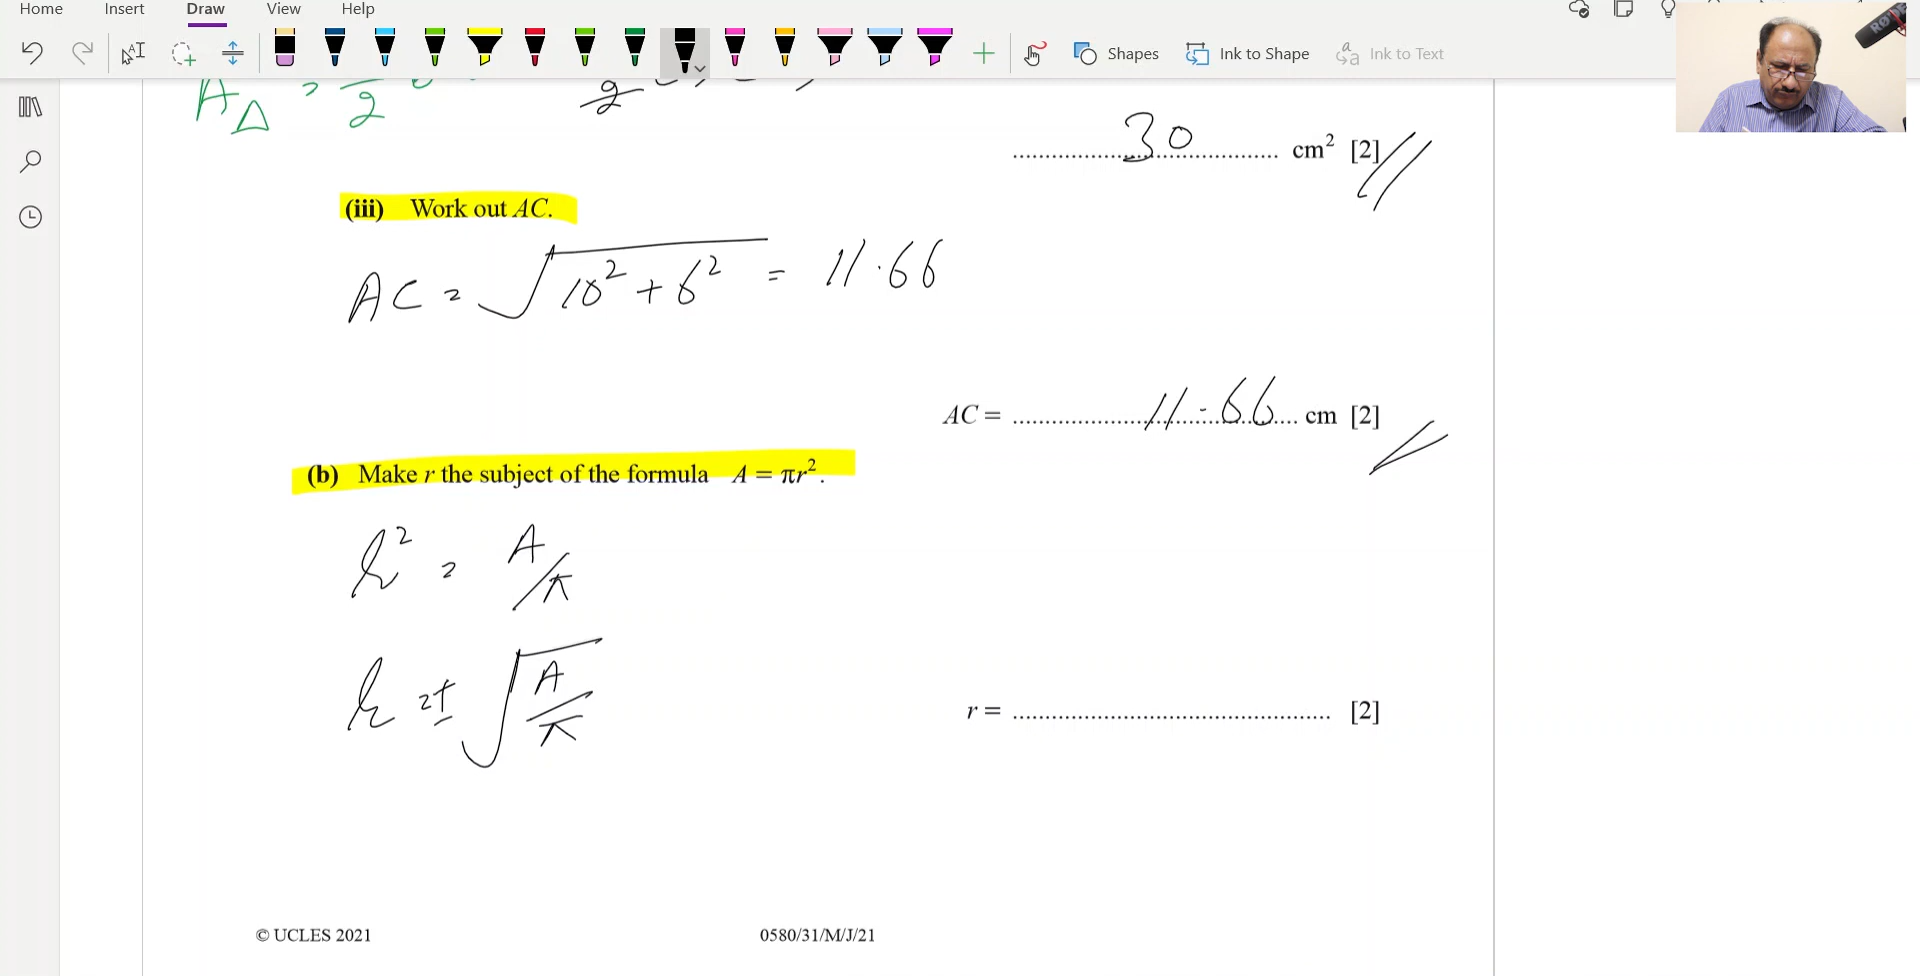 Home Insert Draw View Help
Shapes Ink to Shape Ink to Text
A△ = /2 /2
30 cm² [2]
(iii) Work out AC.
AC = √10² + 6² = 11.66
AC = 11.66 cm [2]
(b) Make r the subject of the formula A = πr².
r² = A/π
r = ± √A/π
r = [2]
© UCLES 2021 0580/31/M/J/21